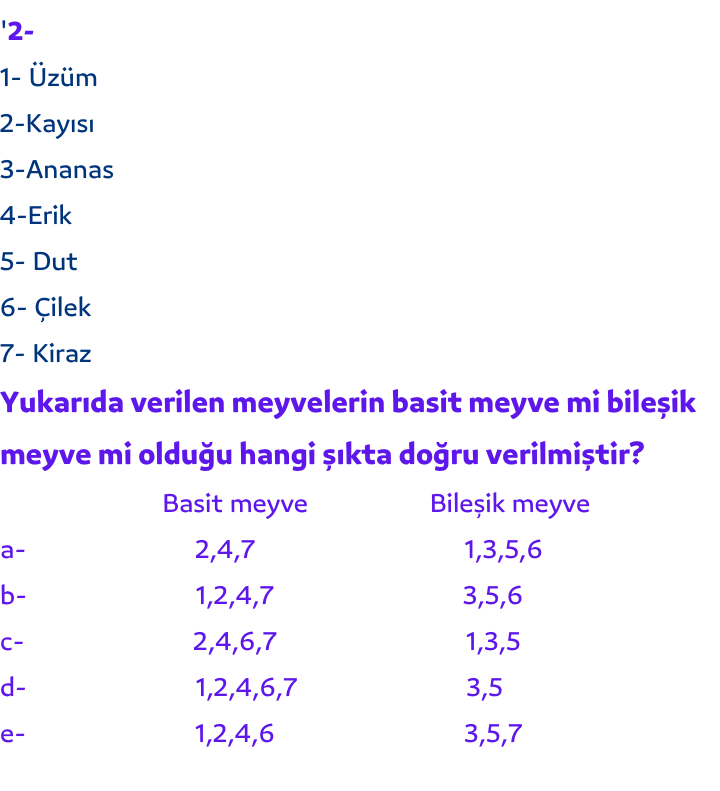 '2-
1- Üzüm
2-Kayısı
3-Ananas
4-Erik
5- Dut
6- Çilek
7- Kiraz
Yukarıda verilen meyvelerin basit meyve mi bileşik
meyve mi olduğu hangi şıkta doğru verilmiştir?
Basit meyve Bileşik meyve
a- 2,4,7 1,3,5,6
b- 1,2,4,7 3,5,6
c- 2,4,6,7 1,3,5
d- 1,2,4,6,7 3,5
e- 1,2,4,6 3,5,7